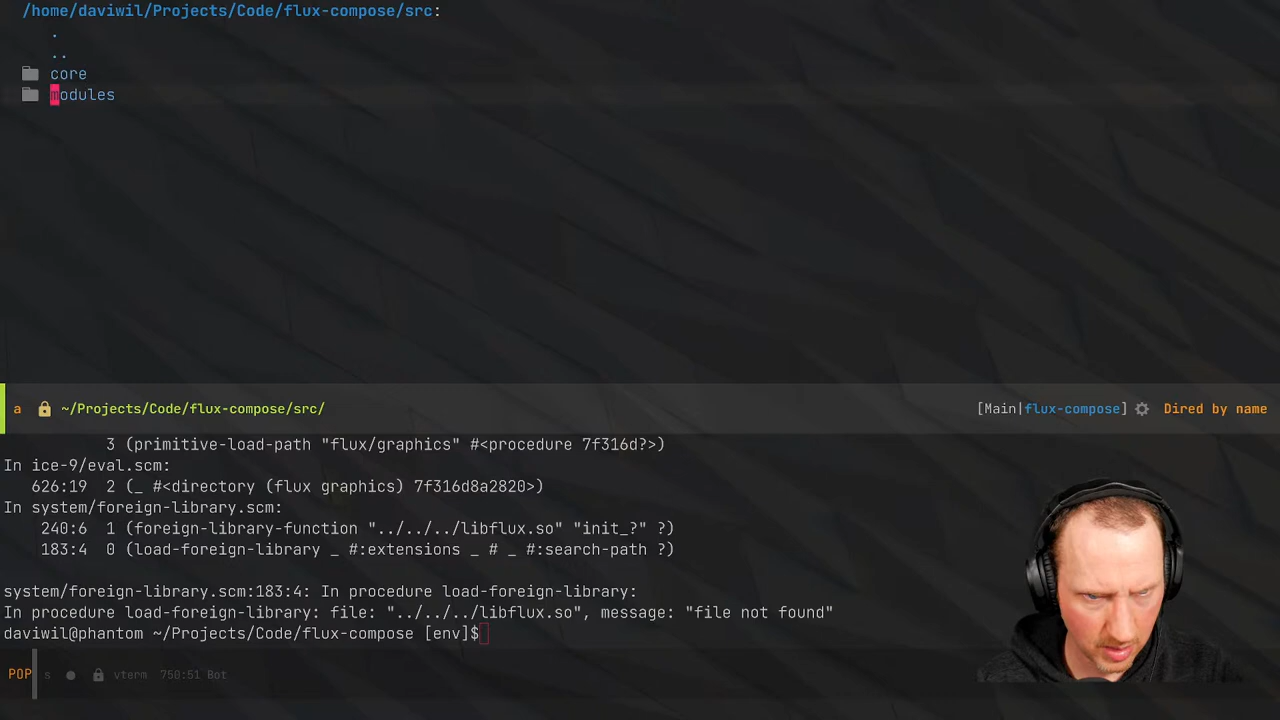 /home/daviwil/Projects/Code/flux-compose/src:
.
..
core
modules
a ~/Projects/Code/flux-compose/src/ [Main|flux-compose] Dired by name
3 (primitive-load-path "flux/graphics" #<procedure 7f316d?>)
In ice-9/eval.scm:
626:19 2 (_ #<directory (flux graphics) 7f316d8a2820>)
In system/foreign-library.scm:
240:6 1 (foreign-library-function "../../../libflux.so" "init_?" ?)
183:4 0 (load-foreign-library _ #:extensions _ # _ #:search-path ?)
system/foreign-library.scm:183:4: In procedure load-foreign-library:
In procedure load-foreign-library: file: "../../../libflux.so", message: "file not found"
daviwil@phantom ~/Projects/Code/flux-compose [env]$
POP s ● vterm 750:51 Bot